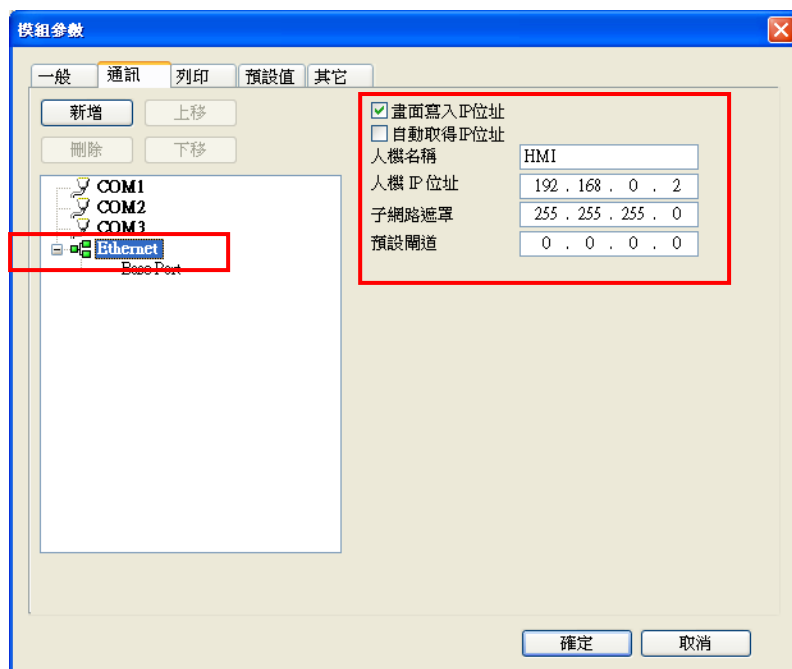 模組參數
一般 通訊 列印 預設值 其它
新增 上移
刪除 下移
COM1
COM2
COM3
Ethernet
Base Port
畫面寫入IP位址
自動取得IP位址
人機名稱 HMI
人機 IP 位址 192 . 168 . 0 . 2
子網路遮罩 255 . 255 . 255 . 0
預設閘道 0 . 0 . 0 . 0
確定 取消